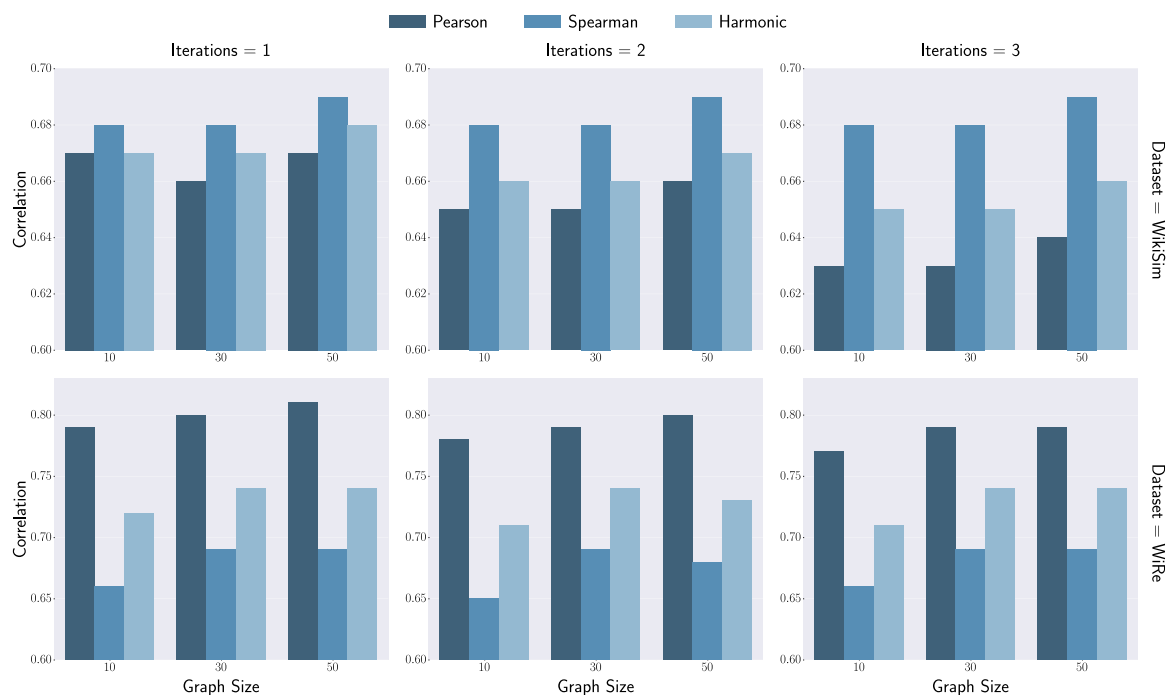 Pearson Spearman Harmonic
Iterations = 1 Iterations = 2 Iterations = 3
0.70 0.70 0.70
0.68 0.68 0.68
0.66 0.66 0.66
0.64 0.64 0.64
0.62 0.62 0.62
0.60 0.60 0.60
Correlation
10 30 50 10 30 50 10 30 50
Dataset = WikiSim
0.80 0.80 0.80
0.75 0.75 0.75
0.70 0.70 0.70
0.65 0.65 0.65
0.60 0.60 0.60
Correlation
10 30 50 10 30 50 10 30 50
Dataset = WiRe
Graph Size Graph Size Graph Size